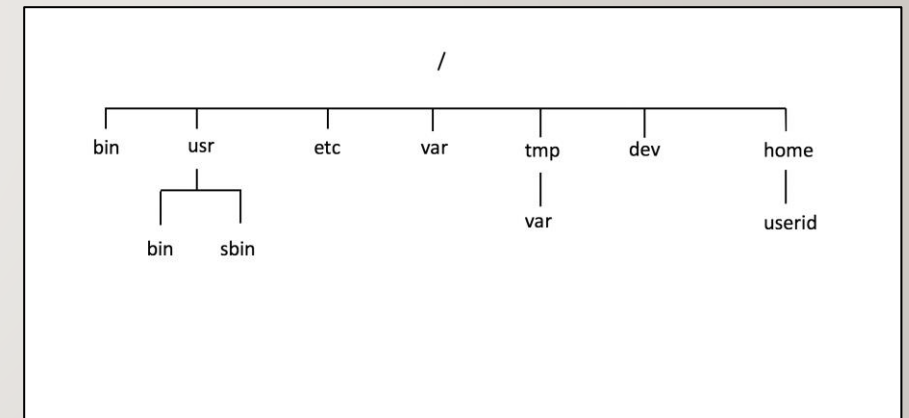 /
bin usr etc var tmp dev home
var userid
bin sbin